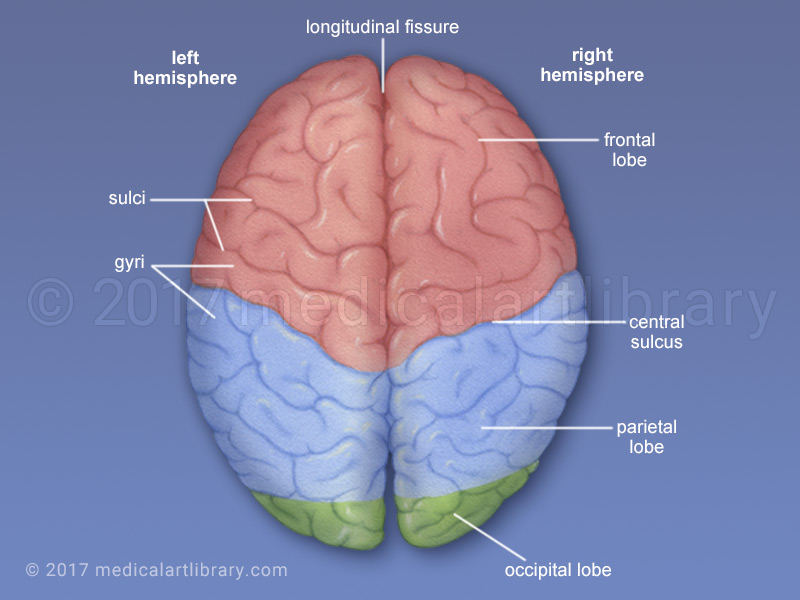 longitudinal fissure
left
hemisphere
right
hemisphere
frontal
lobe
sulci
gyri
© 2017 medicalartlibrary
central
sulcus
parietal
lobe
occipital lobe
© 2017 medicalartlibrary.com